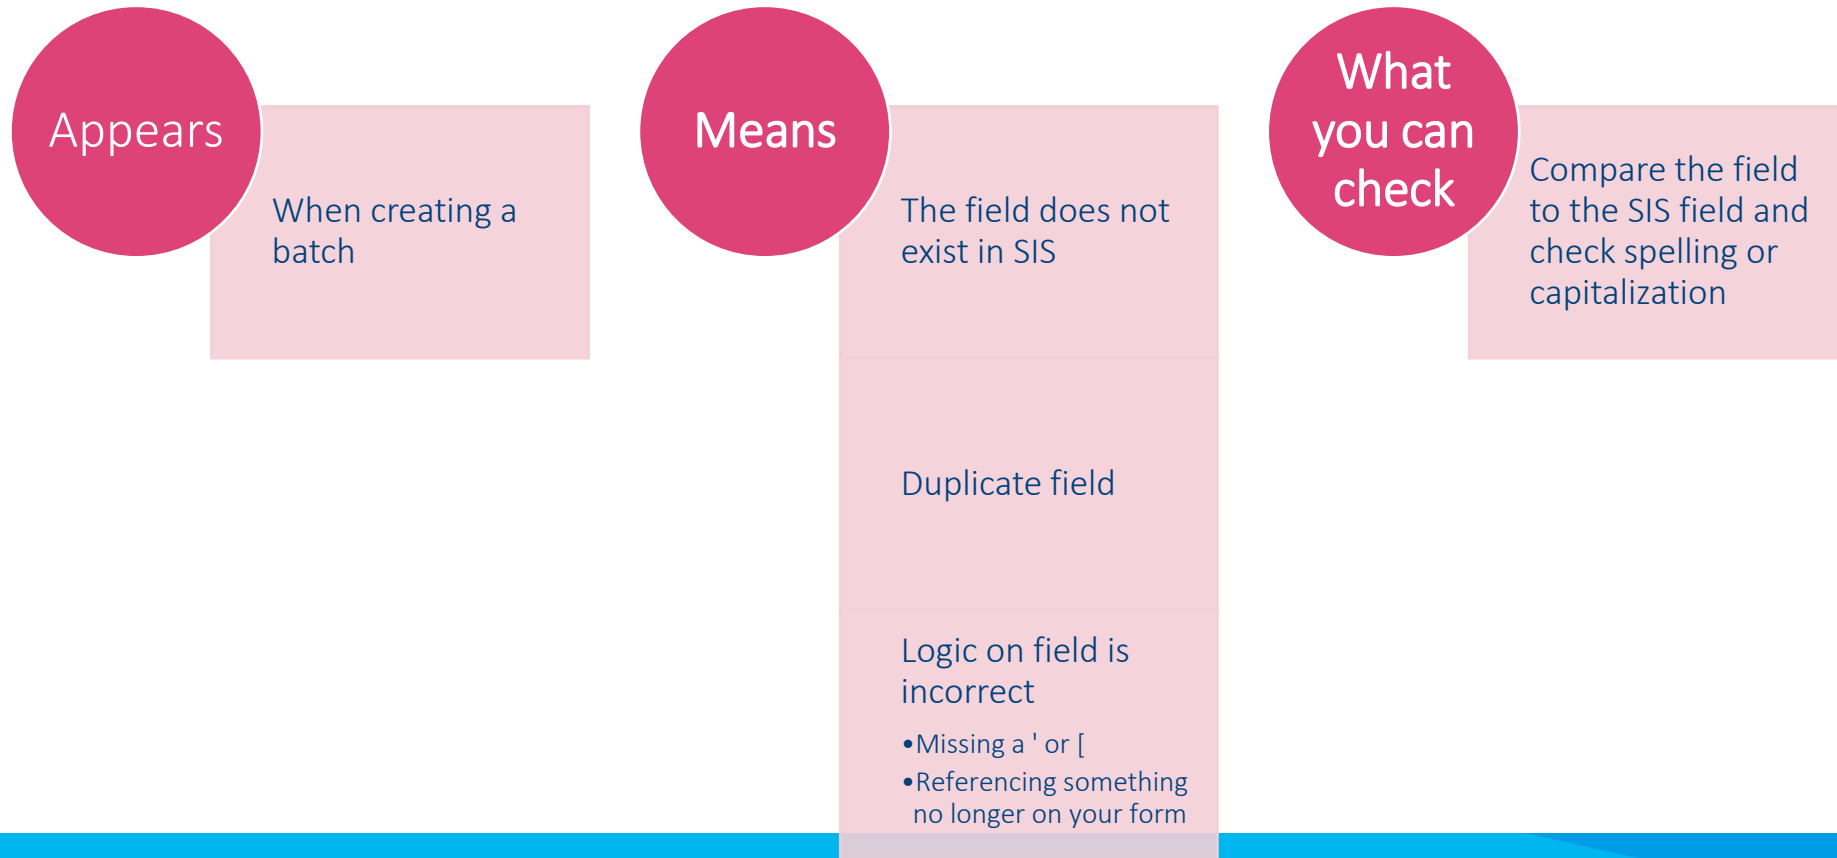 Appears
When creating a
batch
Means
The field does not
exist in SIS
Duplicate field
Logic on field is
incorrect
•Missing a ' or [
•Referencing something
no longer on your form
What
you can
check
Compare the field
to the SIS field and
check spelling or
capitalization